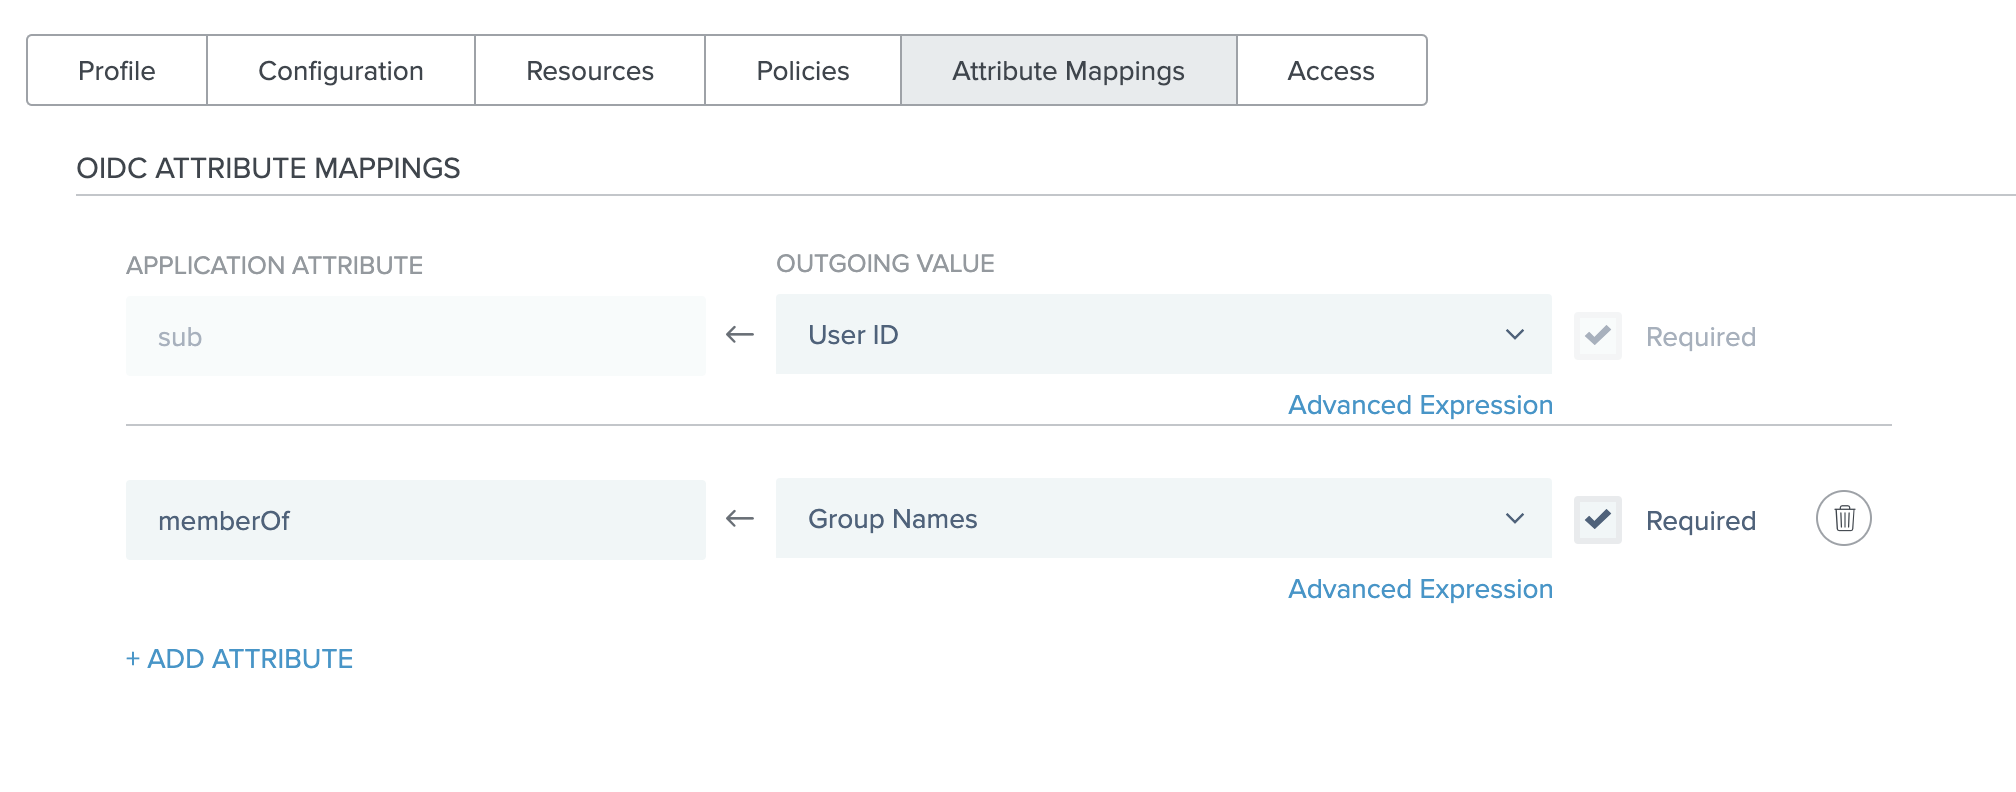 Profile Configuration Resources Policies Attribute Mappings Access
OIDC ATTRIBUTE MAPPINGS
APPLICATION ATTRIBUTE OUTGOING VALUE
sub User ID Required
Advanced Expression
memberOf Group Names Required
Advanced Expression
+ ADD ATTRIBUTE